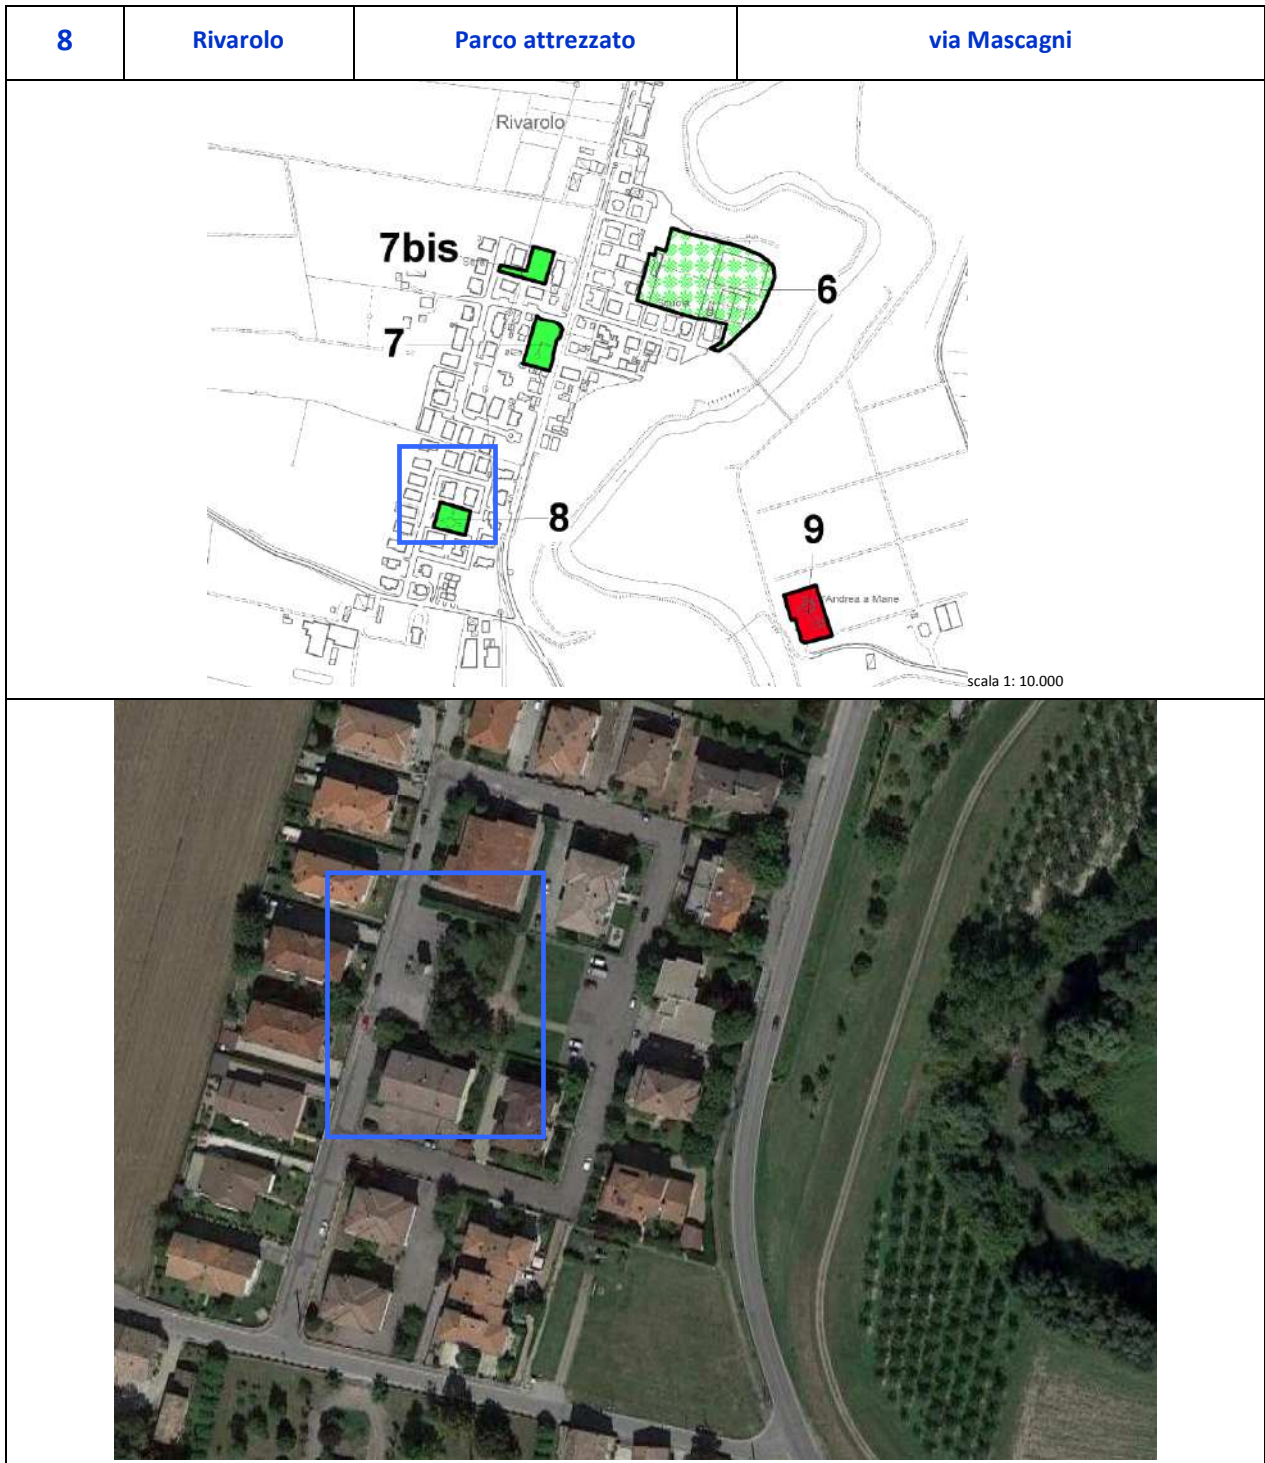 8 Rivarolo Parco attrezzato via Mascagni
Rivarolo
7bis
6
7
8
9
Andrea a Mane
scala 1: 10.000